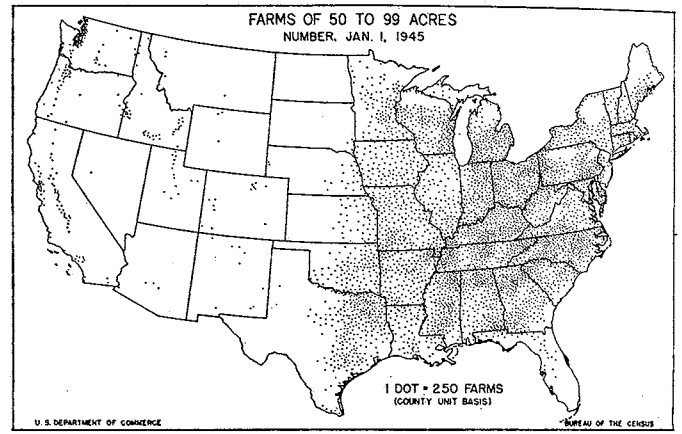 FARMS OF 50 TO 99 ACRES
NUMBER, JAN. 1, 1945
1 DOT = 250 FARMS
(COUNTY UNIT BASIS)
U. S. DEPARTMENT OF COMMERCE
BUREAU OF THE CENSUS